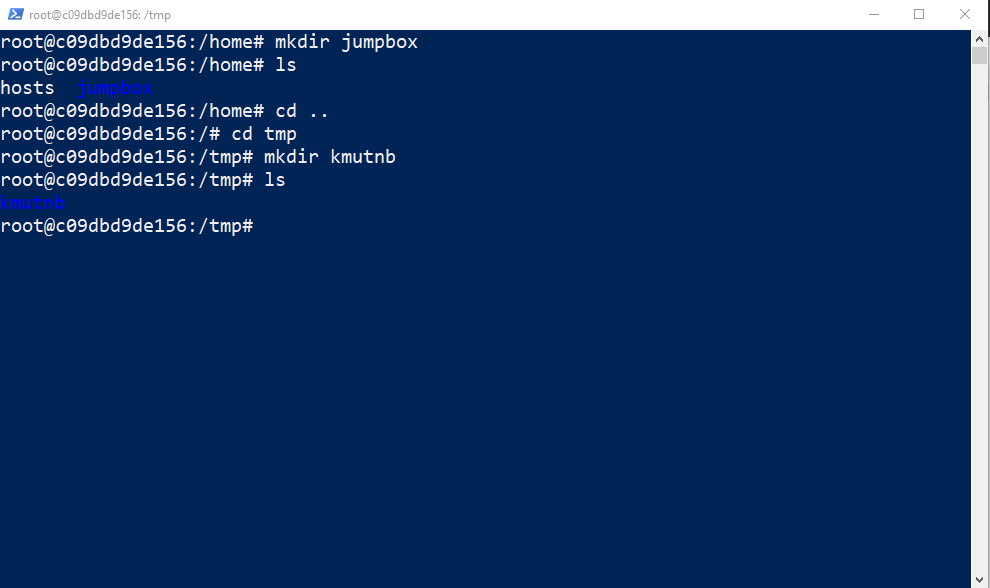 root@c09dbd9de156: /tmp
root@c09dbd9de156:/home# mkdir jumpbox
root@c09dbd9de156:/home# ls
hosts  jumpbox
root@c09dbd9de156:/home# cd ..
root@c09dbd9de156:/# cd tmp
root@c09dbd9de156:/tmp# mkdir kmutnb
root@c09dbd9de156:/tmp# ls
kmutnb
root@c09dbd9de156:/tmp#